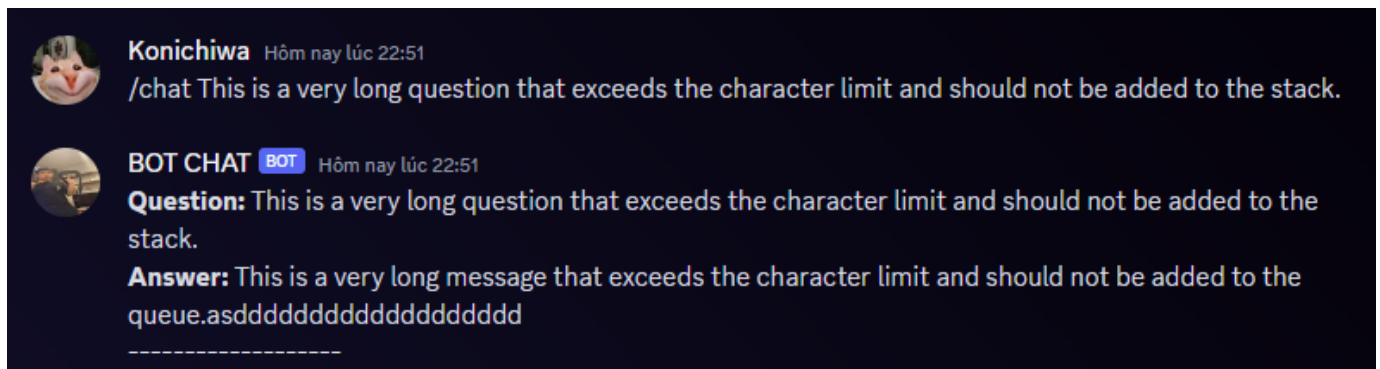 Konichiwa Hôm nay lúc 22:51
/chat This is a very long question that exceeds the character limit and should not be added to the stack.
BOT CHAT BOT Hôm nay lúc 22:51
Question: This is a very long question that exceeds the character limit and should not be added to the
stack.
Answer: This is a very long message that exceeds the character limit and should not be added to the
queue.asddddddddddddddddddd
-------------------